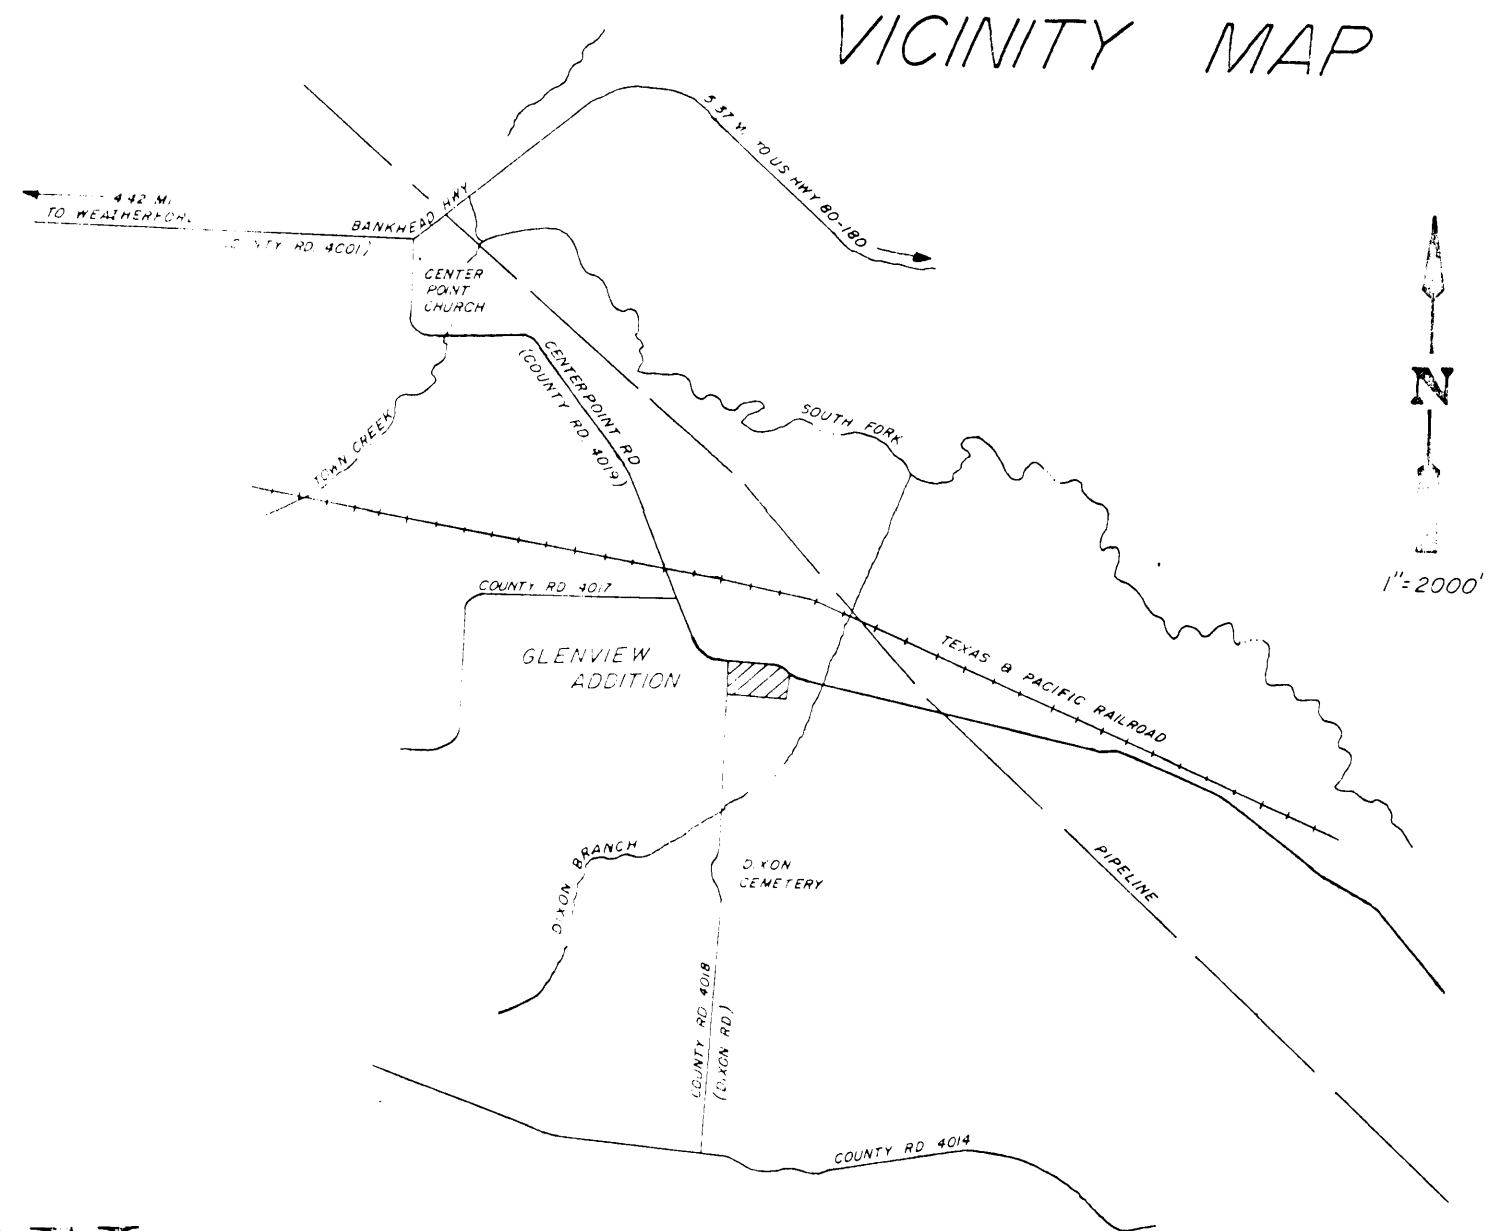 VICINITY MAP
5.37 M. TO US HWY 80-180
4.42 MI.
TO WEATHERFOR
BANKHEAD HWY
RD. 4001)
CENTER
POINT
CHURCH
N
1"=2000'
CENTERPOINT RD
(COUNTY RD. 4019)
SOUTH FORK
TOWN CREEK
COUNTY RD 4017
GLENVIEW
ADDITION
TEXAS & PACIFIC RAILROAD
DIXON BRANCH
DIXON
CEMETERY
PIPELINE
COUNTY RD 4018
(DIXON RD)
COUNTY RD 4014